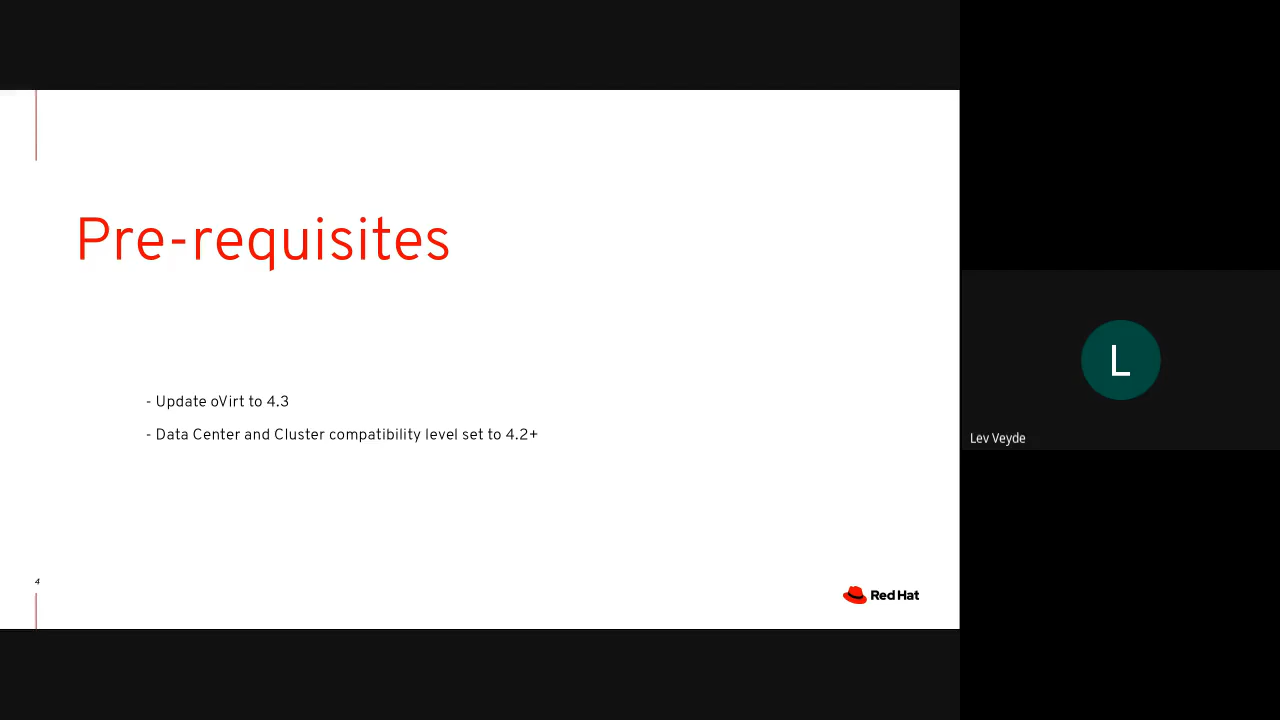 Pre-requisites
- Update oVirt to 4.3
- Data Center and Cluster compatibility level set to 4.2+
4
Red Hat
L
Lev Veyde